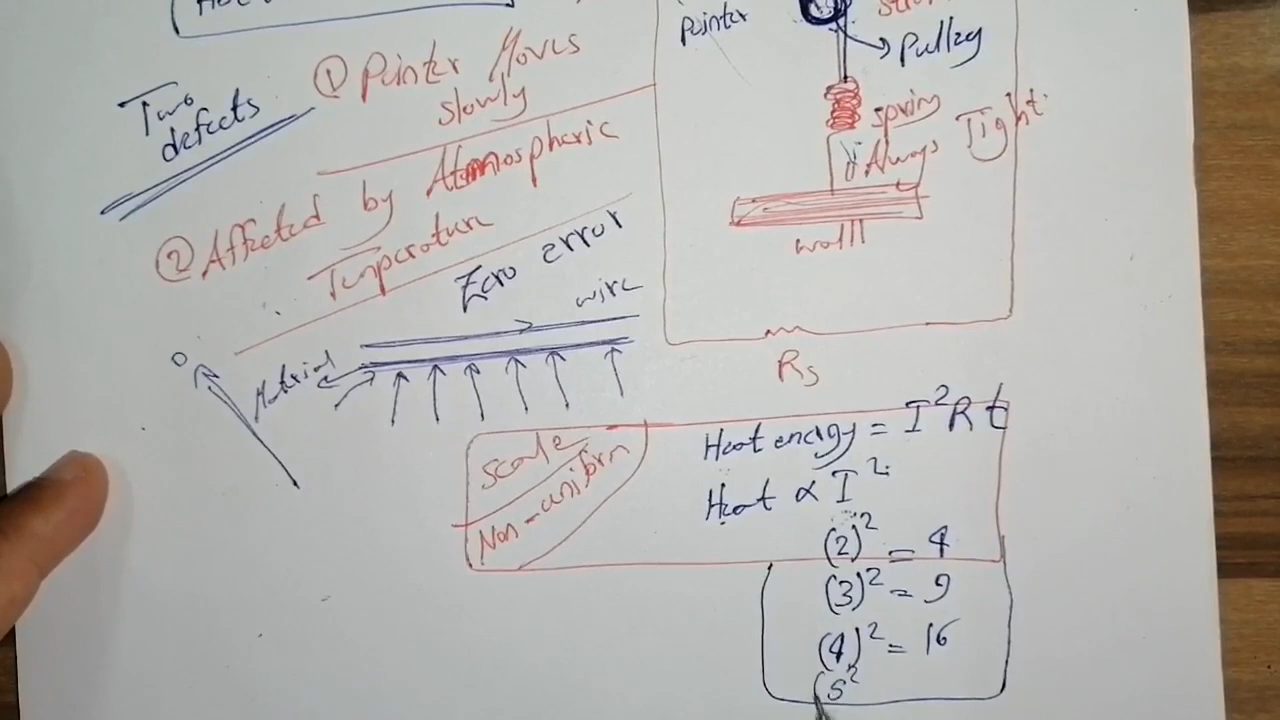 Two
defects
① Pointer Moves
slowly
② Affected by Atmospheric
Temperature
Zero error
wire
Material
0
pointer
Pulley
spring
Always Tight
wall
Rs
scale
Non-uniform
Heat energy = I²Rt
Heat ∝ I²
(2)² = 4
(3)² = 9
(4)² = 16
(5²